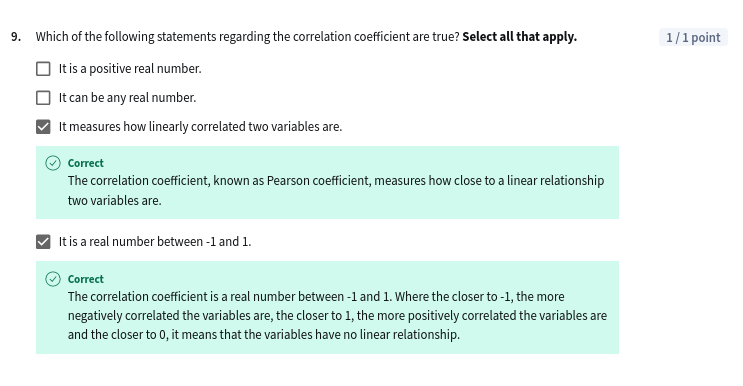 9. Which of the following statements regarding the correlation coefficient are true? Select all that apply. 1 / 1 point
It is a positive real number.
It can be any real number.
It measures how linearly correlated two variables are.
Correct
The correlation coefficient, known as Pearson coefficient, measures how close to a linear relationship
two variables are.
It is a real number between -1 and 1.
Correct
The correlation coefficient is a real number between -1 and 1. Where the closer to -1, the more
negatively correlated the variables are, the closer to 1, the more positively correlated the variables are
and the closer to 0, it means that the variables have no linear relationship.